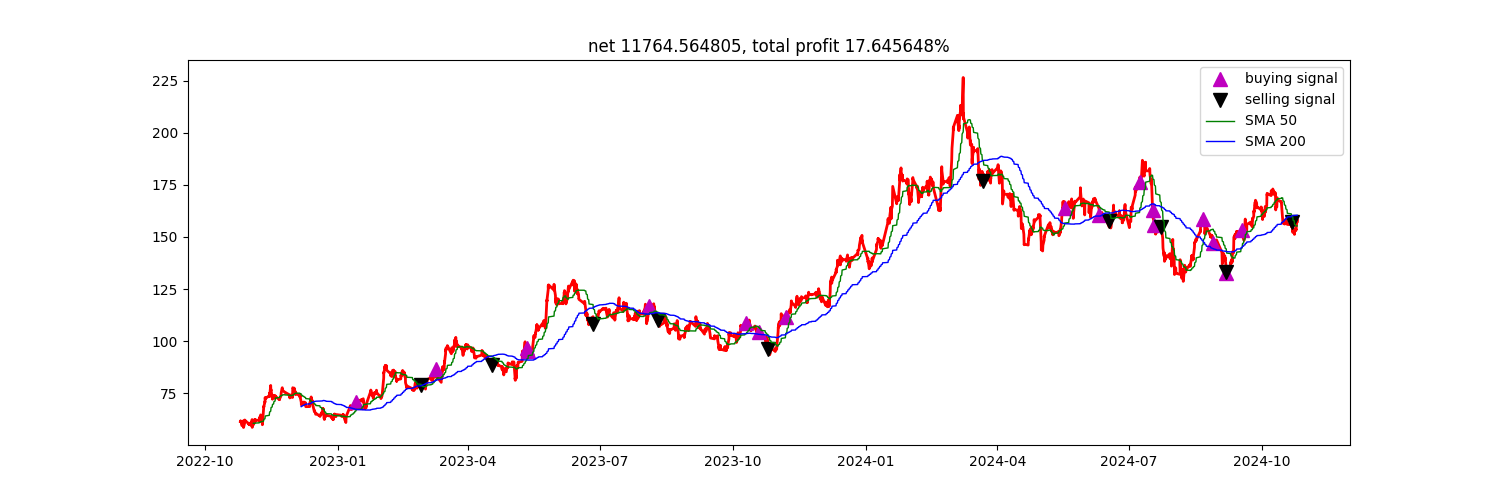 net 11764.564805, total profit 17.645648%
225
200
175
150
125
100
75
buying signal
selling signal
SMA 50
SMA 200
2022-10 2023-01 2023-04 2023-07 2023-10 2024-01 2024-04 2024-07 2024-10